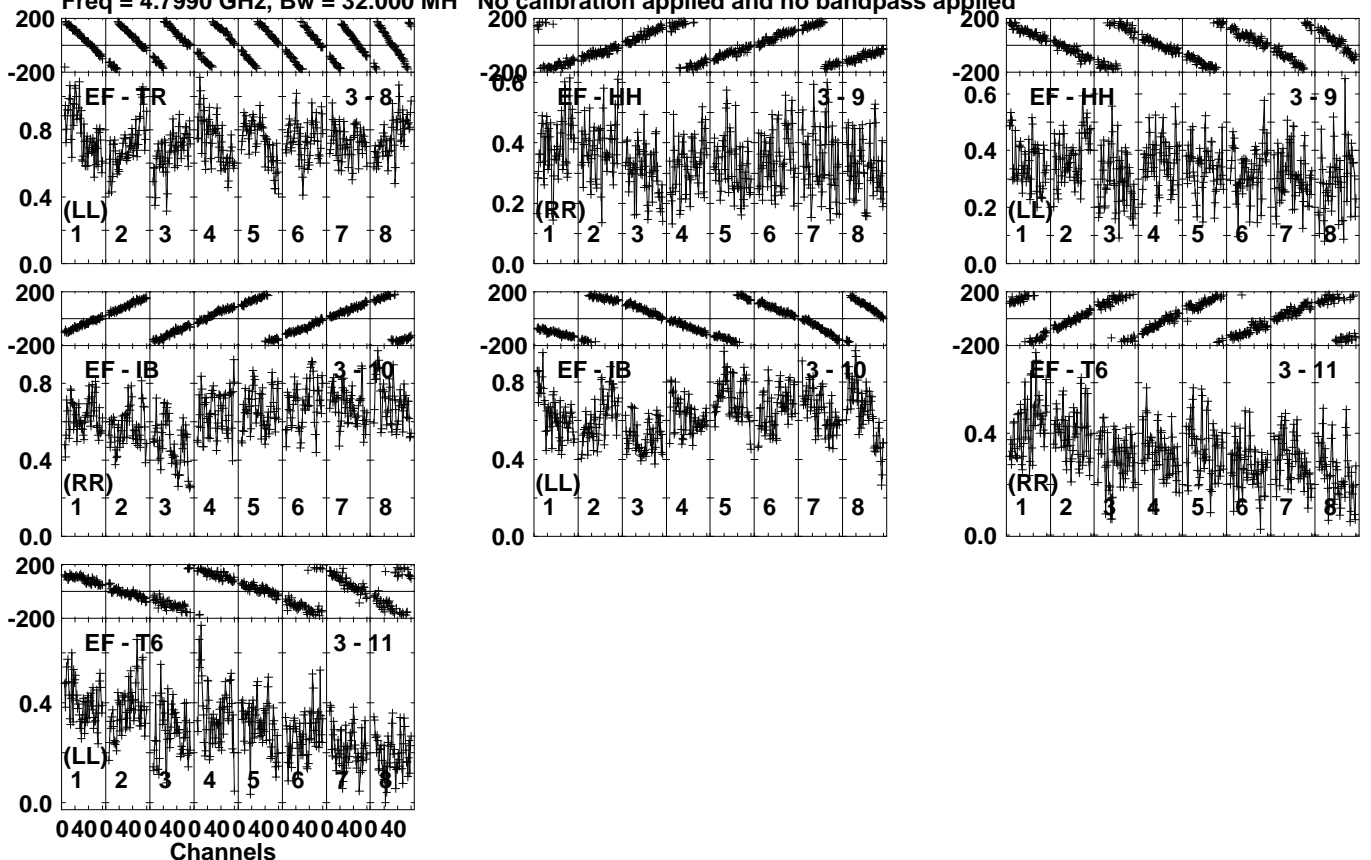 Freq = 4.7990 GHz, Bw = 32.000 MH No calibration applied and no bandpass applied
200
-200
EF - TR 3 - 8
0.8
0.4
(LL)
1 2 3 4 5 6 7 8
0.0
200
-200
0.6
EF - HH 3 - 9
0.4
0.2
(RR)
1 2 3 4 5 6 7 8
0.0
200
-200
0.6
EF - HH 3 - 9
0.4
0.2
(LL)
1 2 3 4 5 6 7 8
0.0
200
-200
EF - IB 3 - 10
0.8
0.4
(RR)
1 2 3 4 5 6 7 8
0.0
200
-200
EF - IB 3 - 10
0.8
0.4
(LL)
1 2 3 4 5 6 7 8
0.0
200
-200
EF - T6 3 - 11
0.4
(RR)
1 2 3 4 5 6 7 8
0.0
200
-200
EF - T6 3 - 11
0.4
(LL)
1 2 3 4 5 6 7 8
0.0
0 40 0 40 0 40 0 40 0 40 0 40 0 40 0 40
Channels